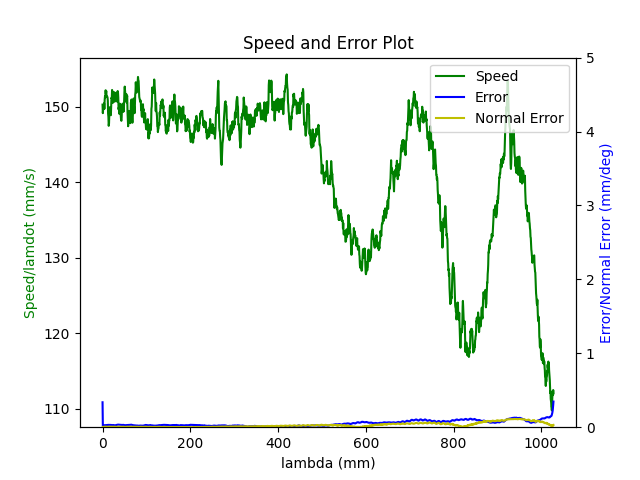 Speed and Error Plot
Speed
Error
Normal Error
150
140
130
120
110
Speed/lamdot (mm/s)
5
4
3
2
1
0
Error/Normal Error (mm/deg)
0 200 400 600 800 1000
lambda (mm)